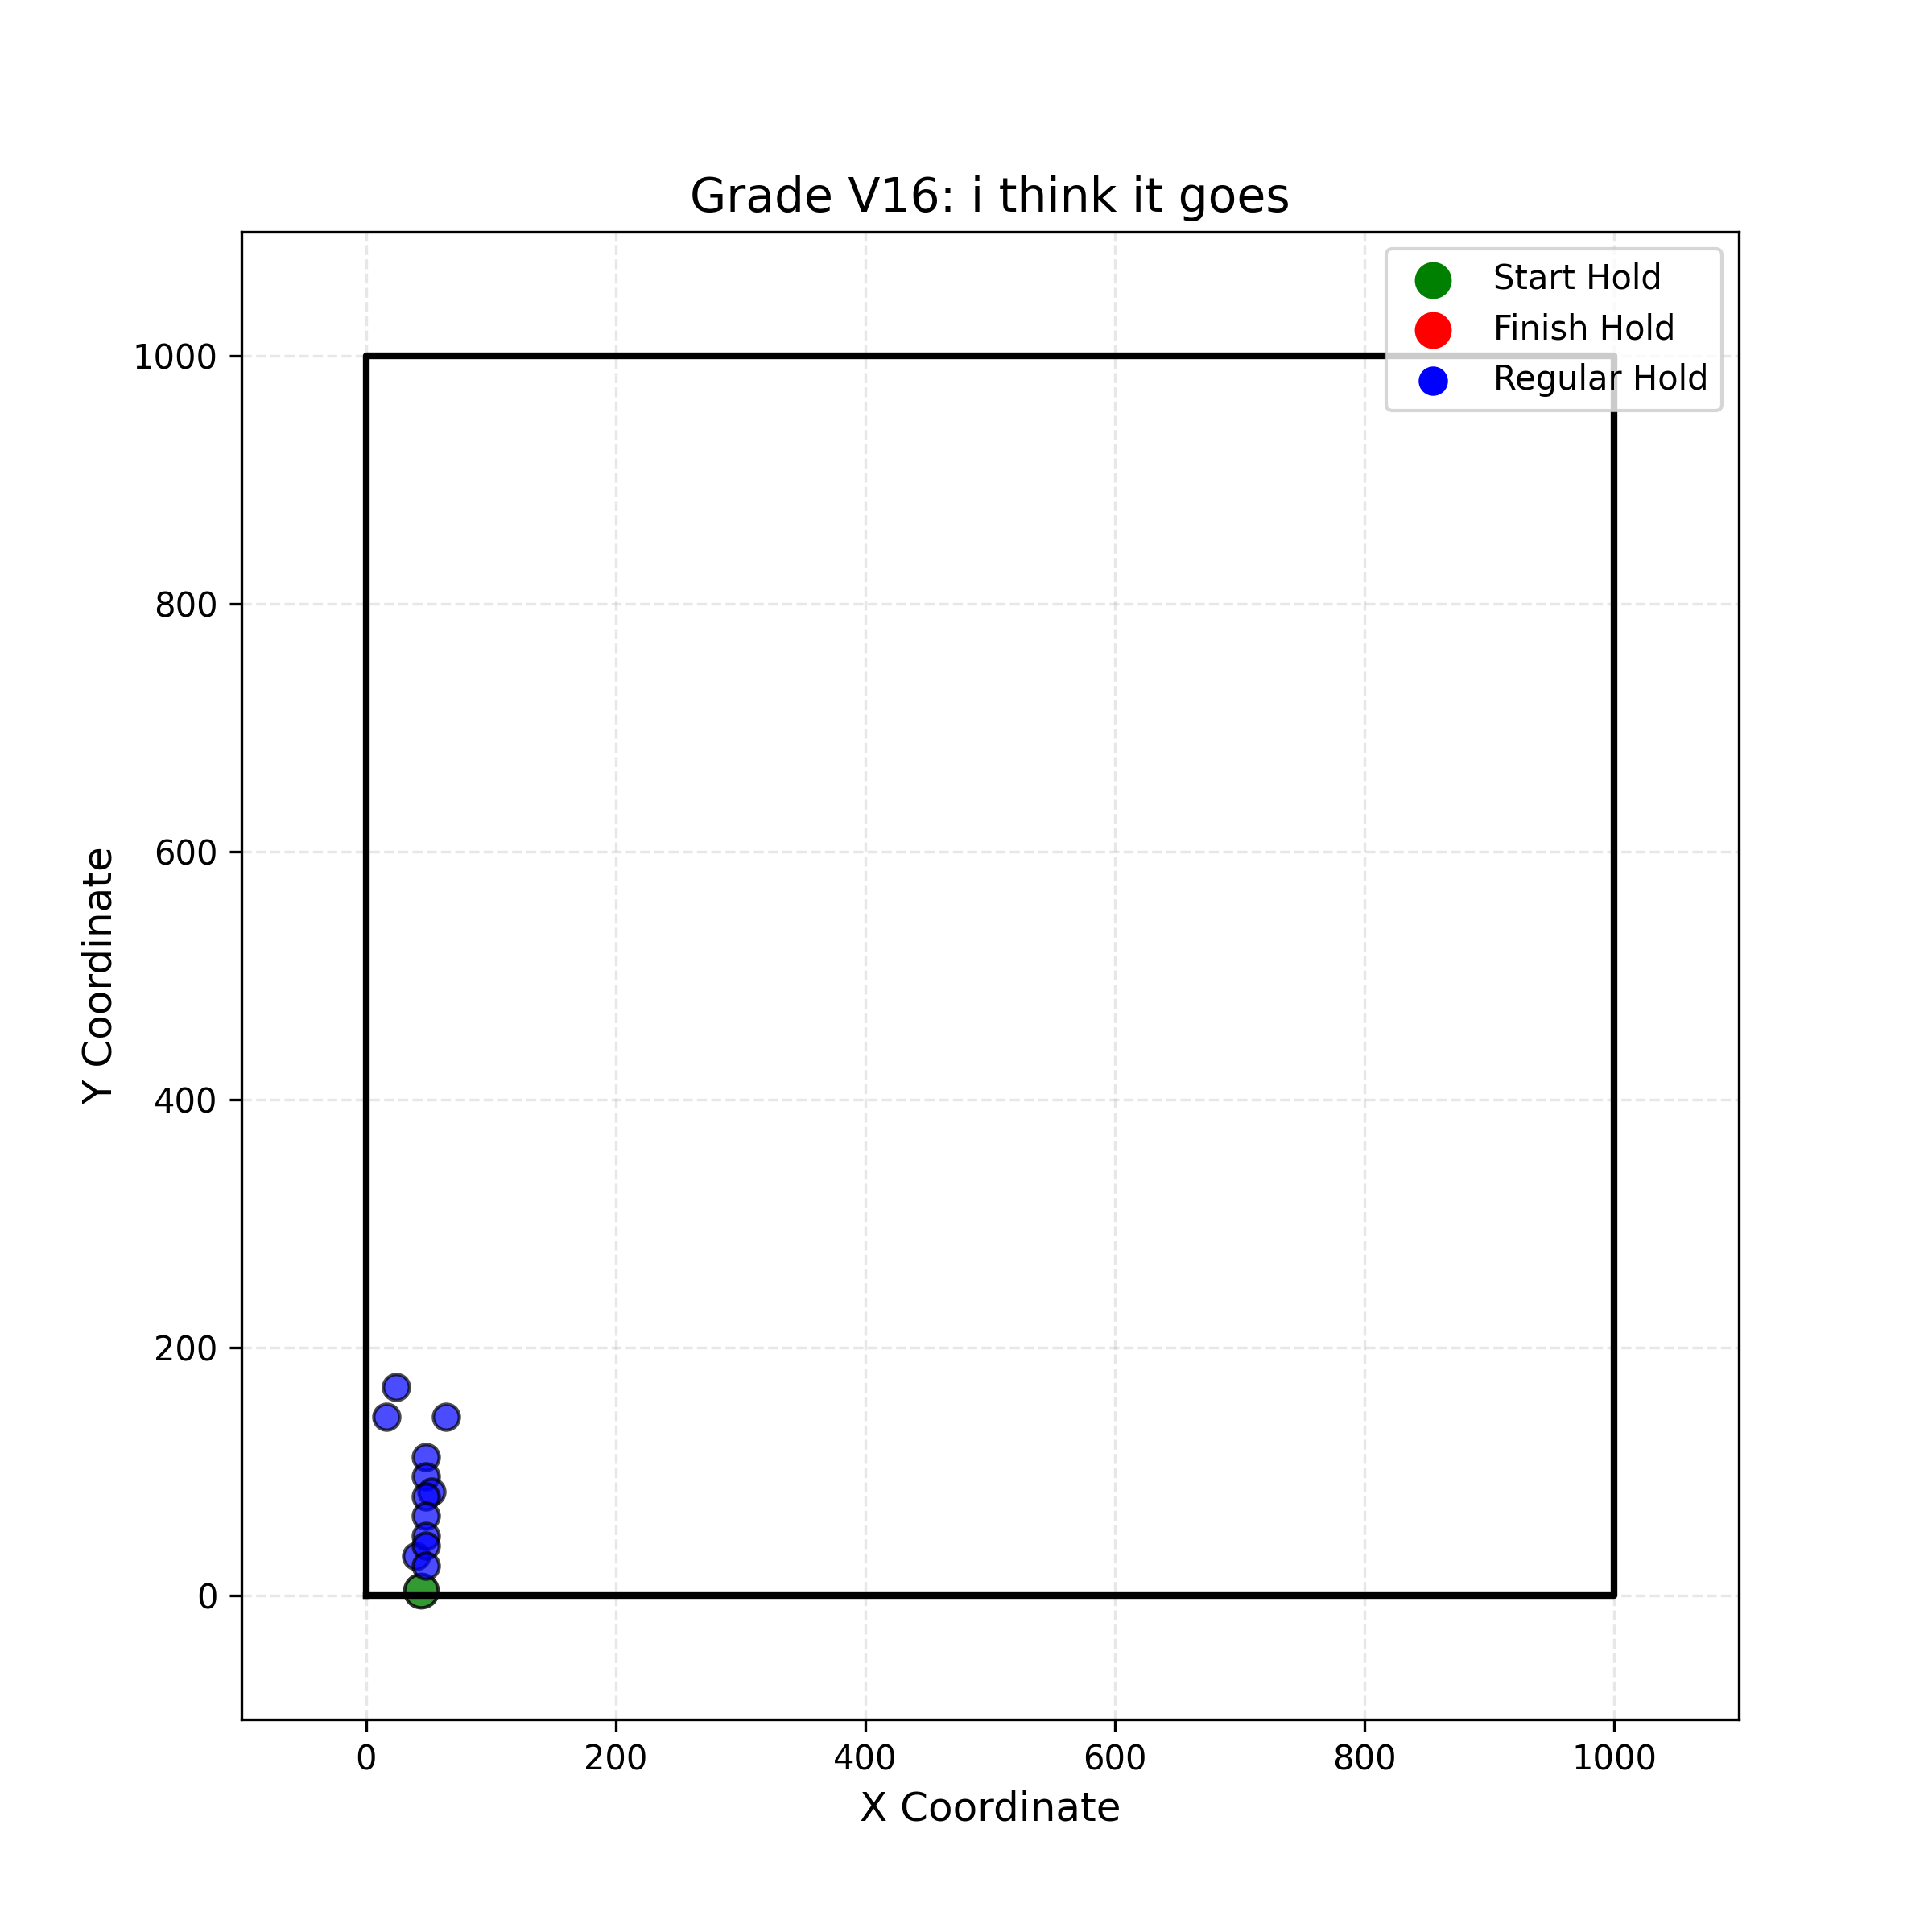 Grade V16: i think it goes
Start Hold
Finish Hold
Regular Hold
1000
800
600
400
200
0
Y Coordinate
0 200 400 600 800 1000
X Coordinate